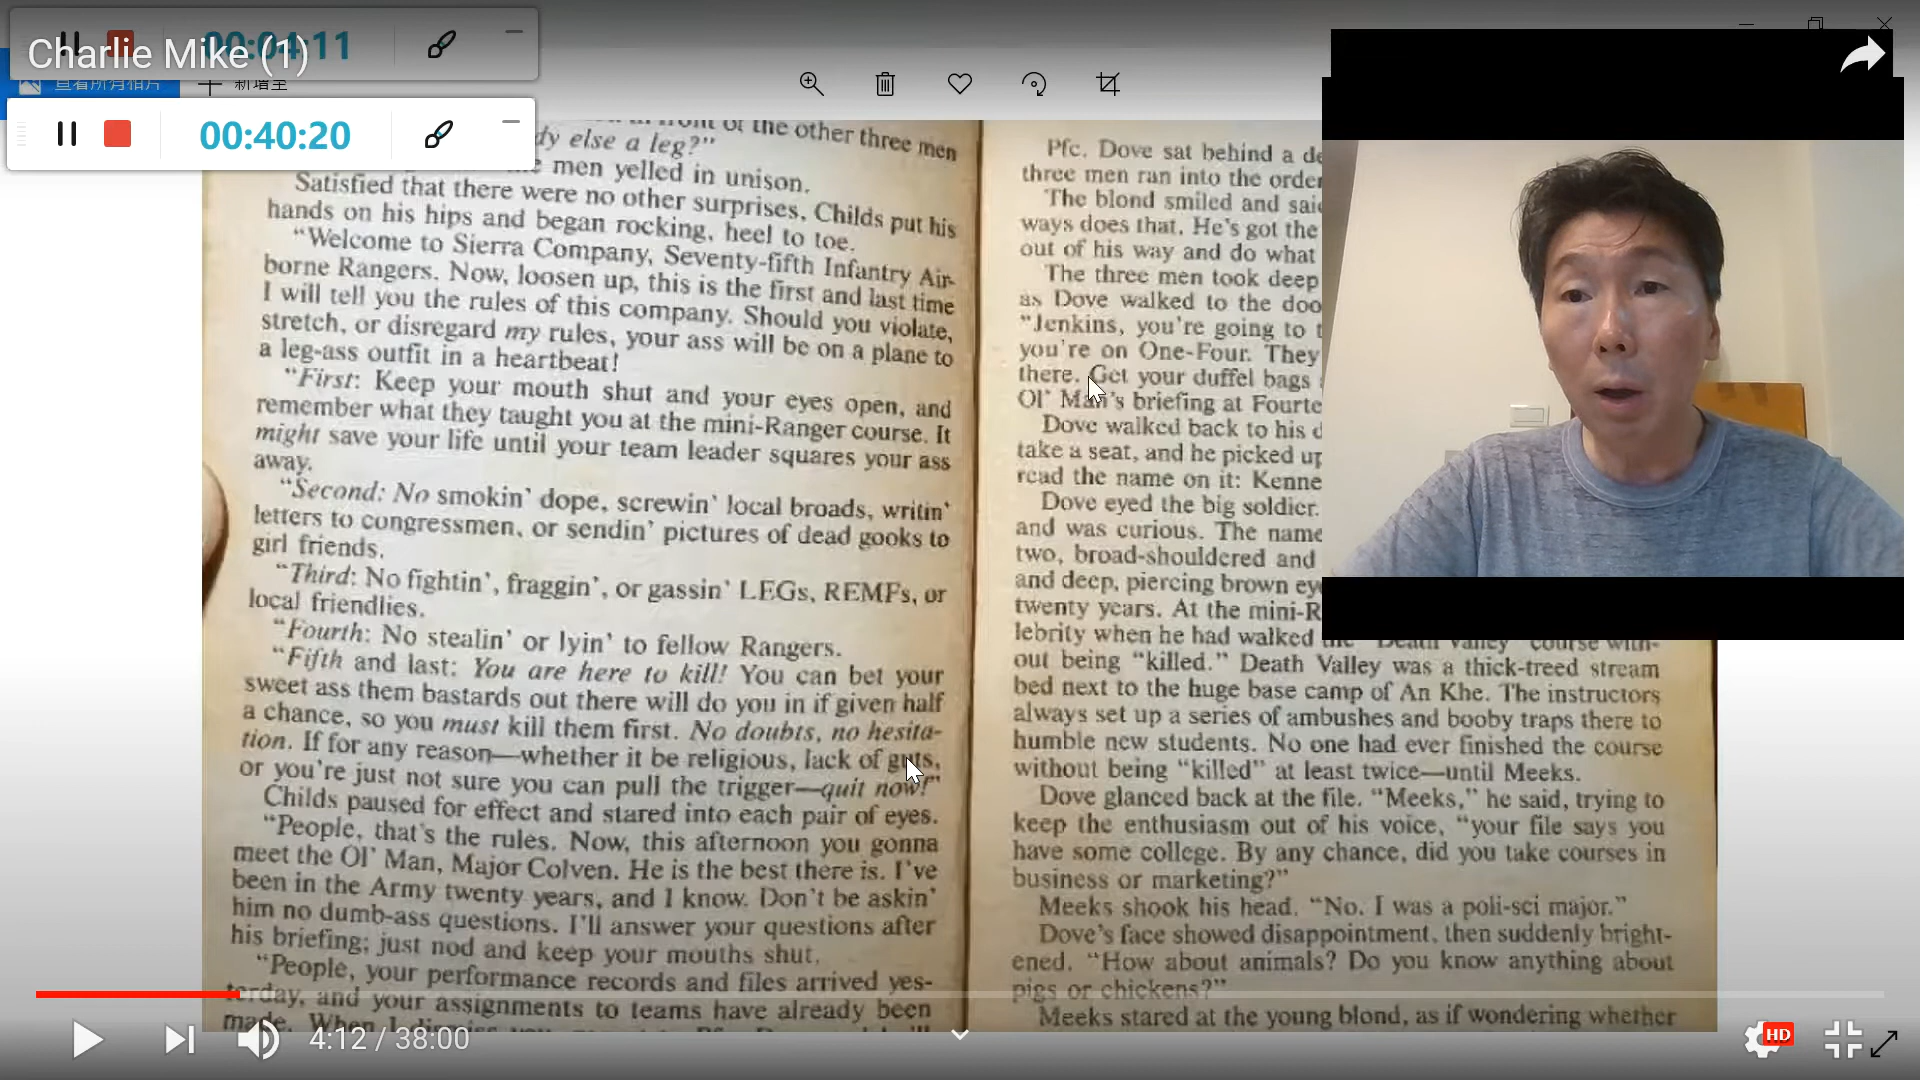 Charlie Mike (1)
00:04:11
查看所有相片
新增至
00:40:20
front of the other three men
dy else a leg?"
men yelled in unison.
Satisfied that there were no other surprises, Childs put his
hands on his hips and began rocking, heel to toe.
"Welcome to Sierra Company, Seventy-fifth Infantry Air-
borne Rangers. Now, loosen up, this is the first and last time
I will tell you the rules of this company. Should you violate,
stretch, or disregard my rules, your ass will be on a plane to
a leg-ass outfit in a heartbeat!
"First: Keep your mouth shut and your eyes open, and
remember what they taught you at the mini-Ranger course. It
might save your life until your team leader squares your ass
away.
"Second: No smokin' dope, screwin' local broads, writin'
letters to congressmen, or sendin' pictures of dead gooks to
girl friends.
"Third: No fightin', fraggin', or gassin' LEGs, REMFs, or
local friendlies.
"Fourth: No stealin' or lyin' to fellow Rangers.
"Fifth and last: You are here to kill! You can bet your
sweet ass them bastards out there will do you in if given half
a chance, so you must kill them first. No doubts, no hesita-
tion. If for any reason—whether it be religious, lack of guts,
or you're just not sure you can pull the trigger—quit now!"
Childs paused for effect and stared into each pair of eyes.
"People, that's the rules. Now, this afternoon you gonna
meet the Ol' Man, Major Colven. He is the best there is. I've
been in the Army twenty years, and I know. Don't be askin'
him no dumb-ass questions. I'll answer your questions after
his briefing; just nod and keep your mouths shut.
"People, your performance records and files arrived yes-
terday, and your assignments to teams have already been
made. When
Pfc. Dove sat behind a de
three men ran into the order
The blond smiled and said
ways does that. He's got the
out of his way and do what
The three men took deep
as Dove walked to the doo
"Jenkins, you're going to t
you're on One-Four. They
there. Get your duffel bags
Ol' Man's briefing at Fourte
Dove walked back to his d
take a seat, and he picked up
read the name on it: Kenne
Dove eyed the big soldier.
and was curious. The name
two, broad-shouldered and
and deep, piercing brown eye
twenty years. At the mini-R
lebrity when he had walked the "Death Valley" course with-
out being "killed." Death Valley was a thick-treed stream
bed next to the huge base camp of An Khe. The instructors
always set up a series of ambushes and booby traps there to
humble new students. No one had ever finished the course
without being "killed" at least twice—until Meeks.
Dove glanced back at the file. "Meeks," he said, trying to
keep the enthusiasm out of his voice, "your file says you
have some college. By any chance, did you take courses in
business or marketing?"
Meeks shook his head. "No. I was a poli-sci major."
Dove's face showed disappointment, then suddenly bright-
ened. "How about animals? Do you know anything about
pigs or chickens?"
Meeks stared at the young blond, as if wondering whether
4:12 / 38:00
HD